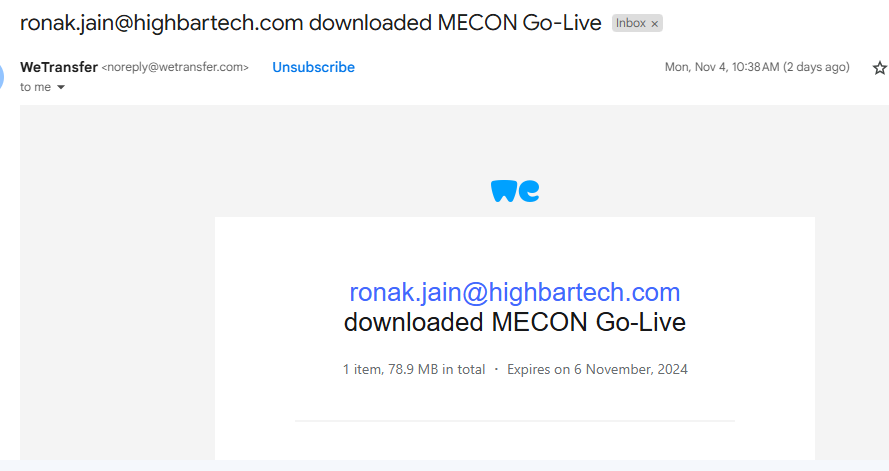 ronak.jain@highbartech.com downloaded MECON Go-Live Inbox ×
WeTransfer <noreply@wetransfer.com> Unsubscribe Mon, Nov 4, 10:38 AM (2 days ago)
to me
we
ronak.jain@highbartech.com
downloaded MECON Go-Live
1 item, 78.9 MB in total · Expires on 6 November, 2024